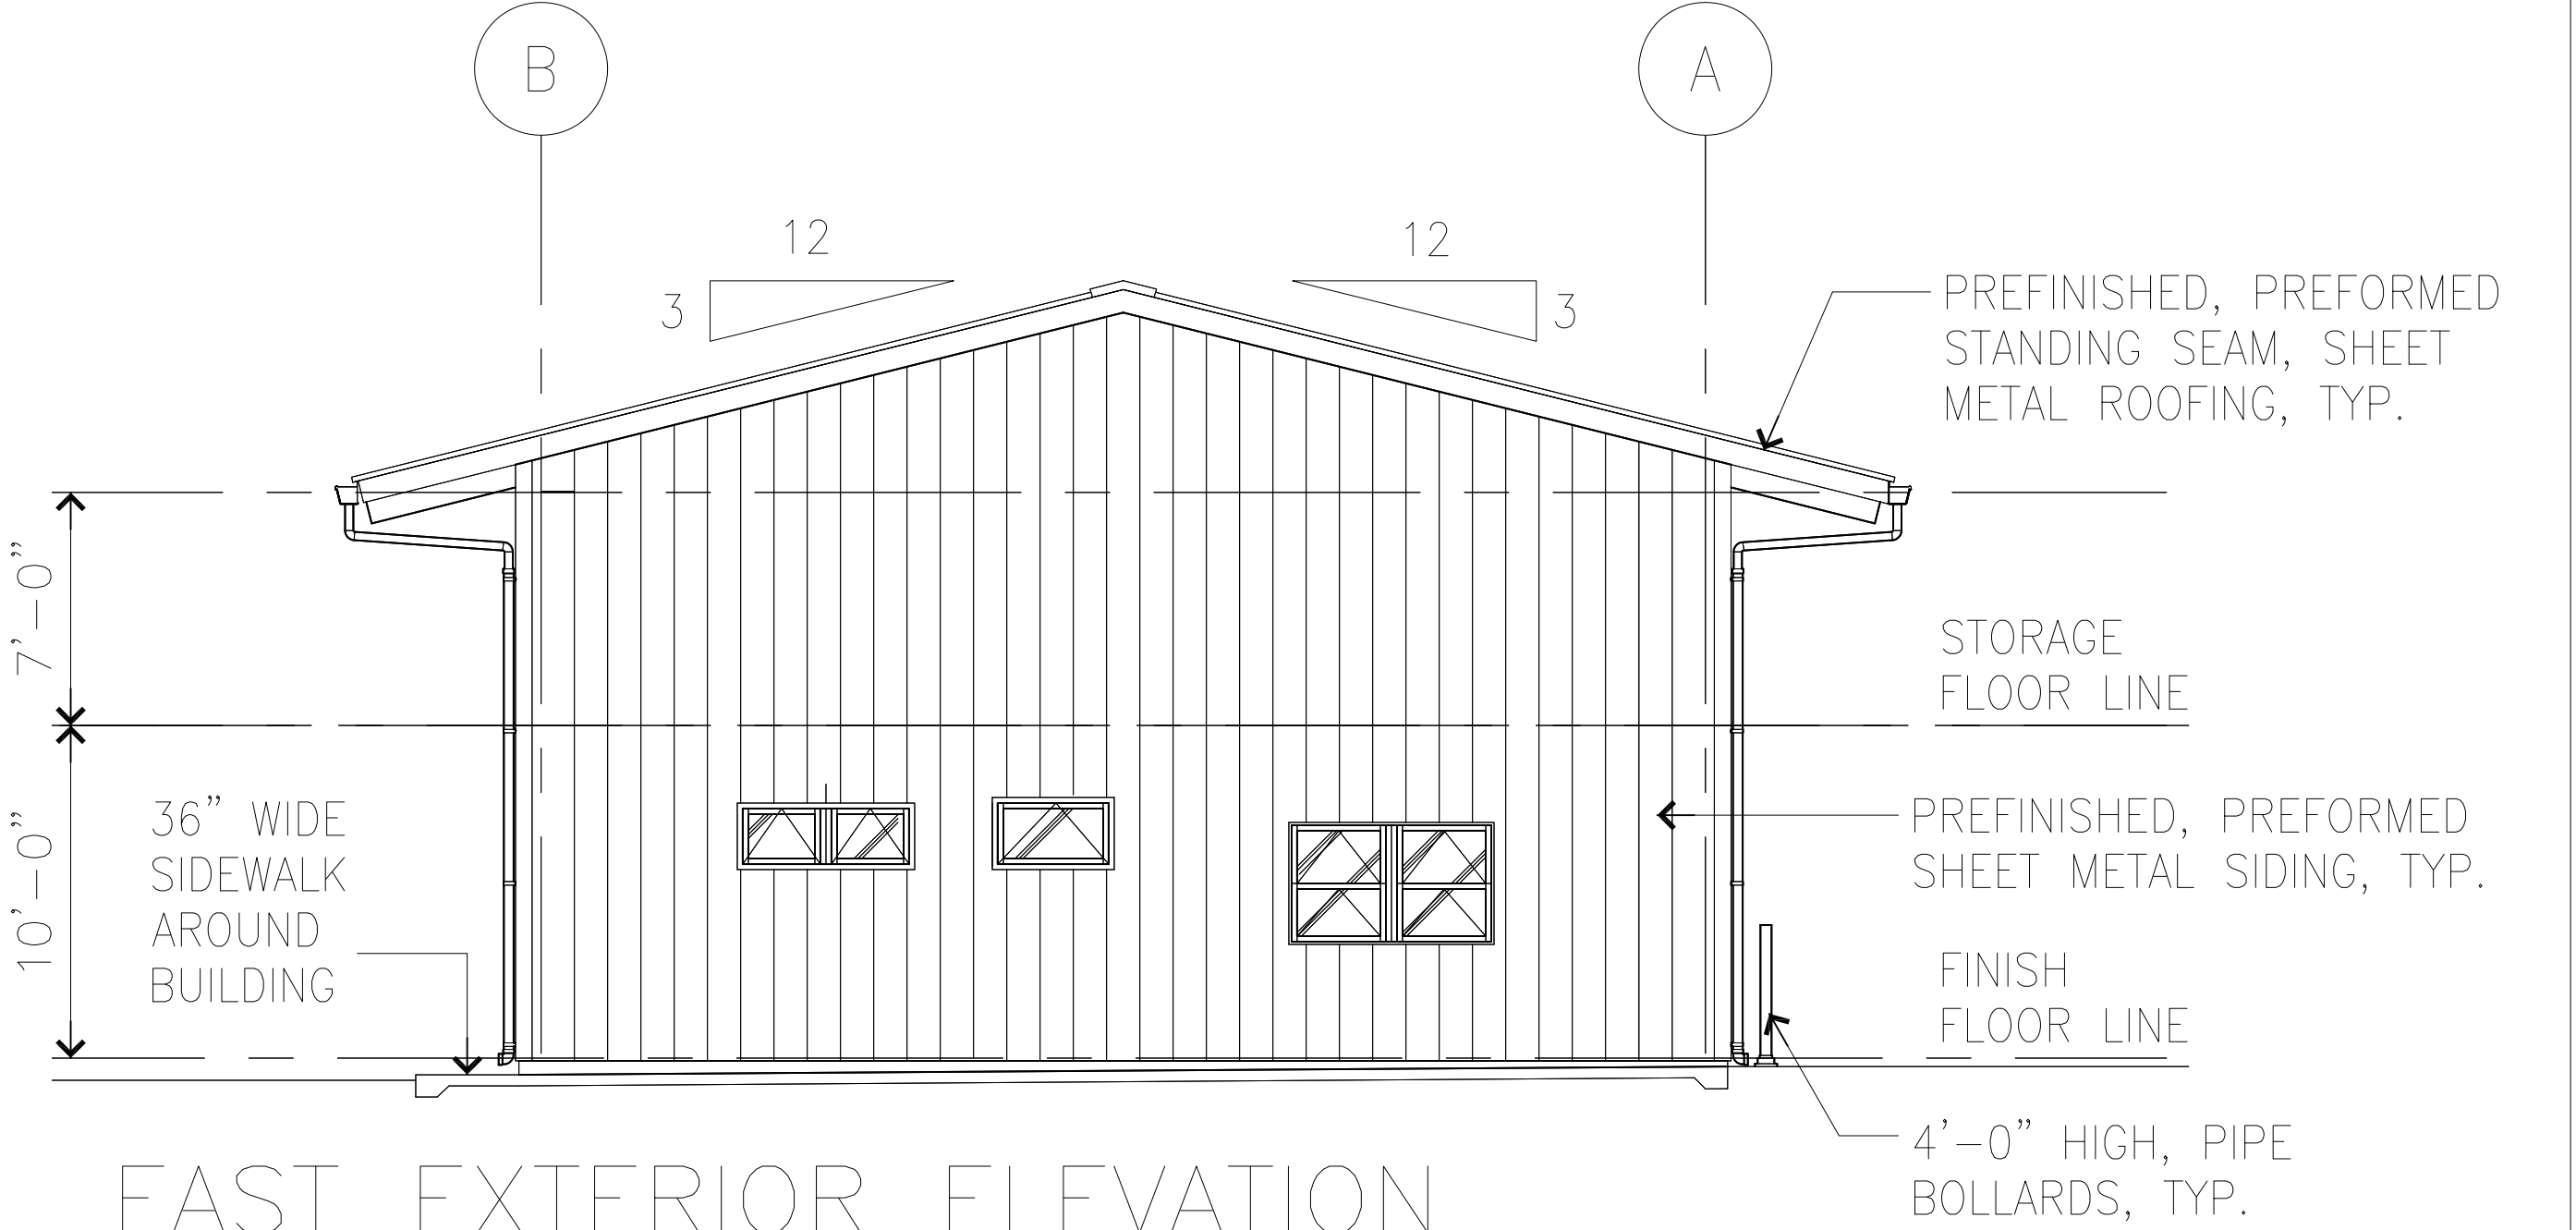 B
A
12
12
3
3
PREFINISHED, PREFORMED
STANDING SEAM, SHEET
METAL ROOFING, TYP.
7'-0"
STORAGE
FLOOR LINE
10'-0"
36" WIDE
SIDEWALK
AROUND
BUILDING
PREFINISHED, PREFORMED
SHEET METAL SIDING, TYP.
FINISH
FLOOR LINE
4'-0" HIGH, PIPE
BOLLARDS, TYP.
EAST EXTERIOR ELEVATION